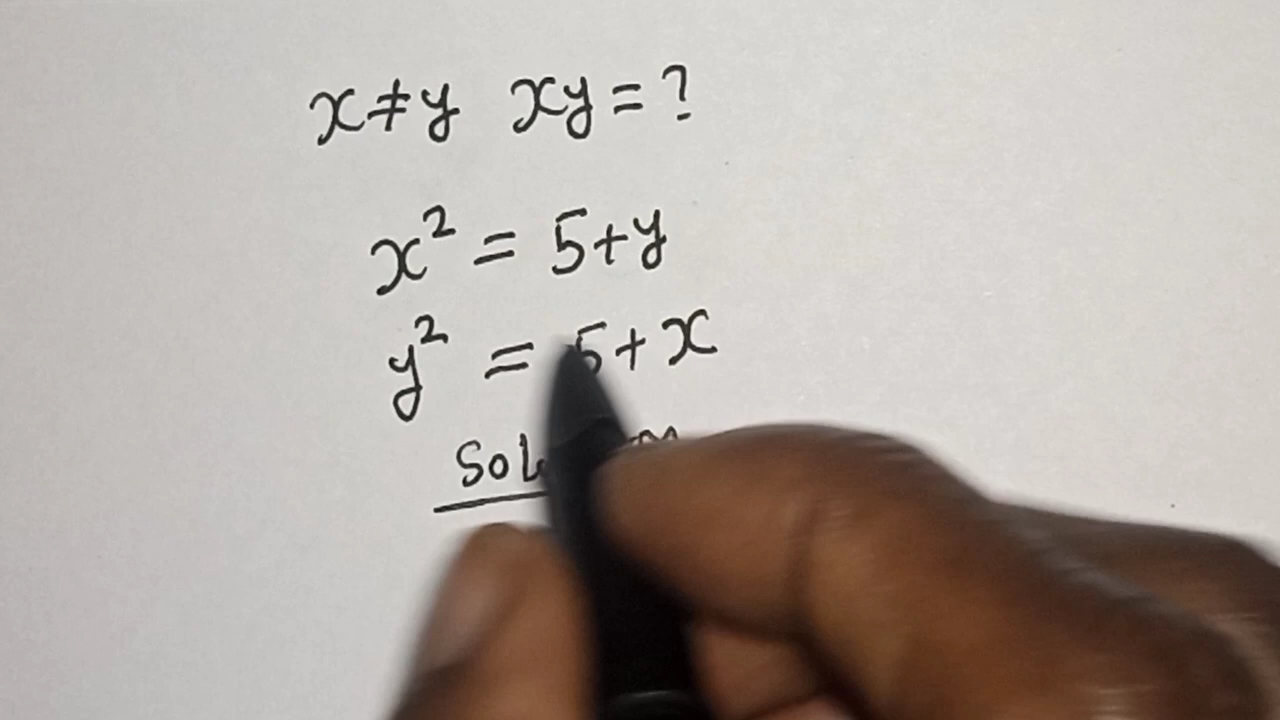 x≠y xy=?
x² = 5+y
y² = 5+x